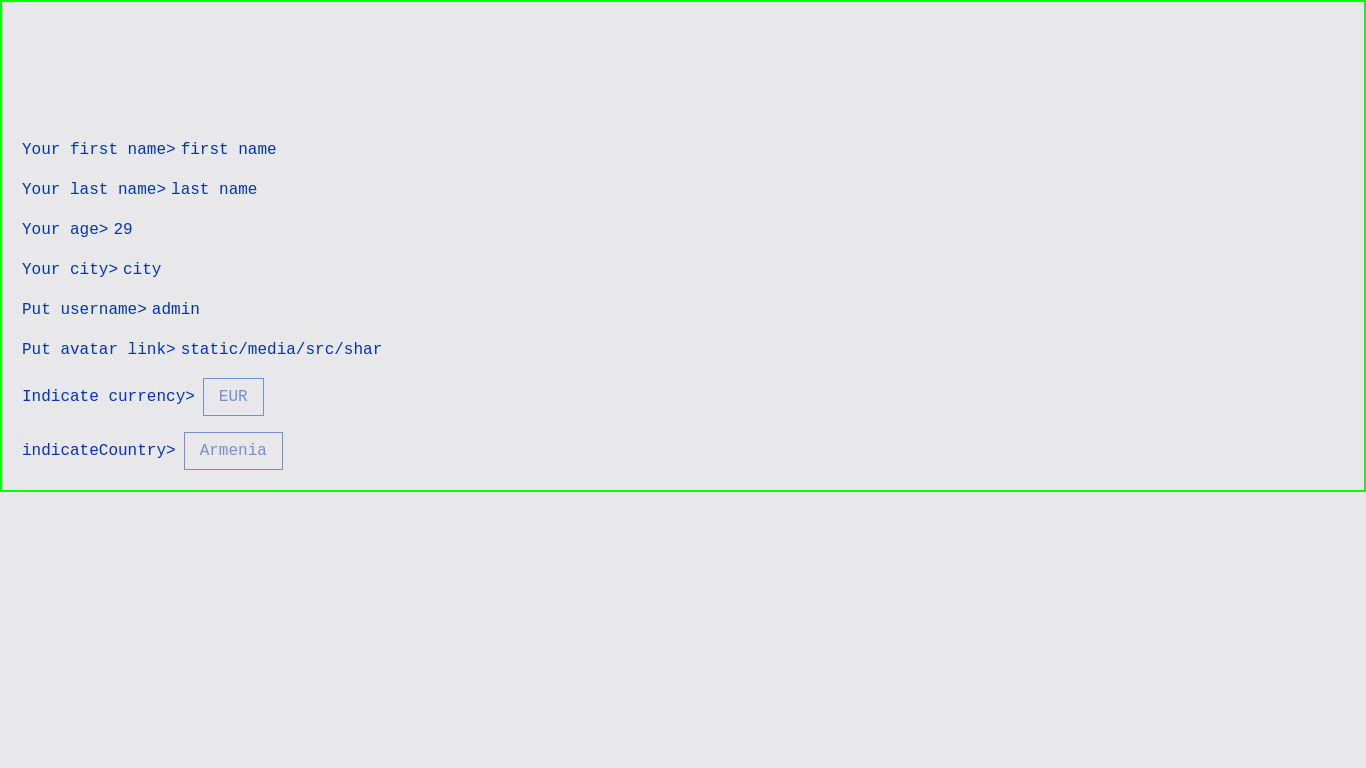 Your first name> first name
Your last name> last name
Your age> 29
Your city> city
Put username> admin
Put avatar link> static/media/src/shar
Indicate currency> EUR
indicateCountry> Armenia